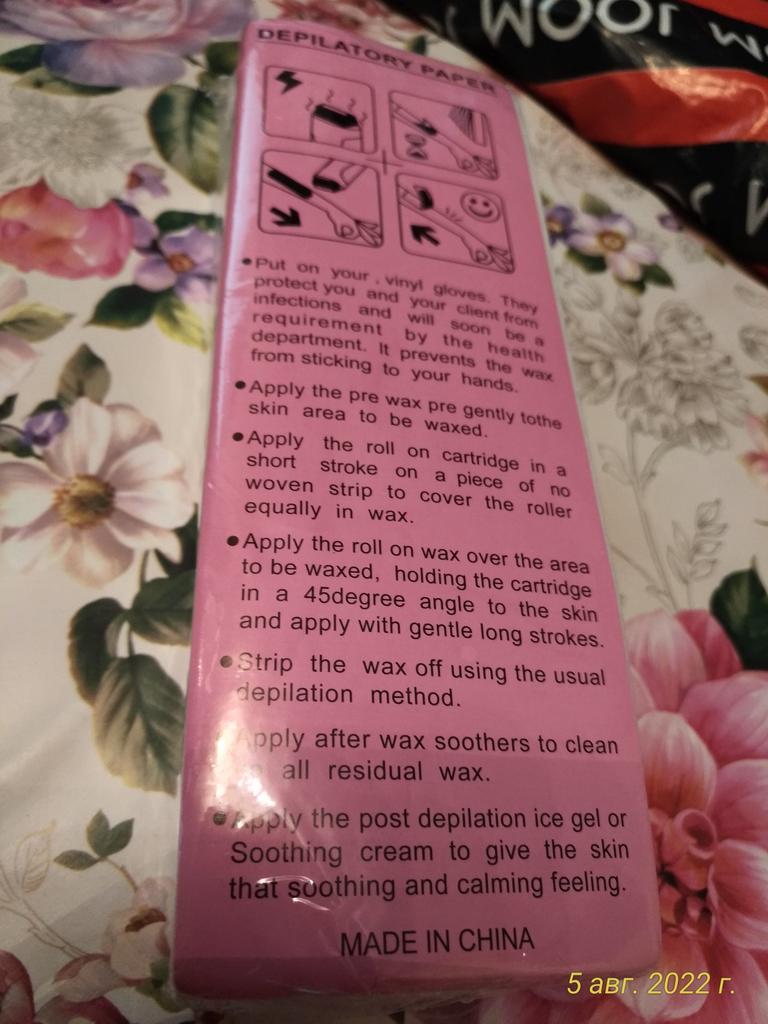 WOOL JOOM
DEPILATORY PAPER
•Put on your , vinyl gloves. They
protect you and your client from
infections and will soon be a
requirement by the health
department. It prevents the wax
from sticking to your hands.
•Apply the pre wax pre gently tothe
skin area to be waxed.
•Apply the roll on cartridge in a
short stroke on a piece of no
woven strip to cover the roller
equally in wax.
•Apply the roll on wax over the area
to be waxed, holding the cartridge
in a 45degree angle to the skin
and apply with gentle long strokes.
•Strip the wax off using the usual
depilation method.
Apply after wax soothers to clean
all residual wax.
•Apply the post depilation ice gel or
Soothing cream to give the skin
that soothing and calming feeling.
MADE IN CHINA
5 авг. 2022 г.